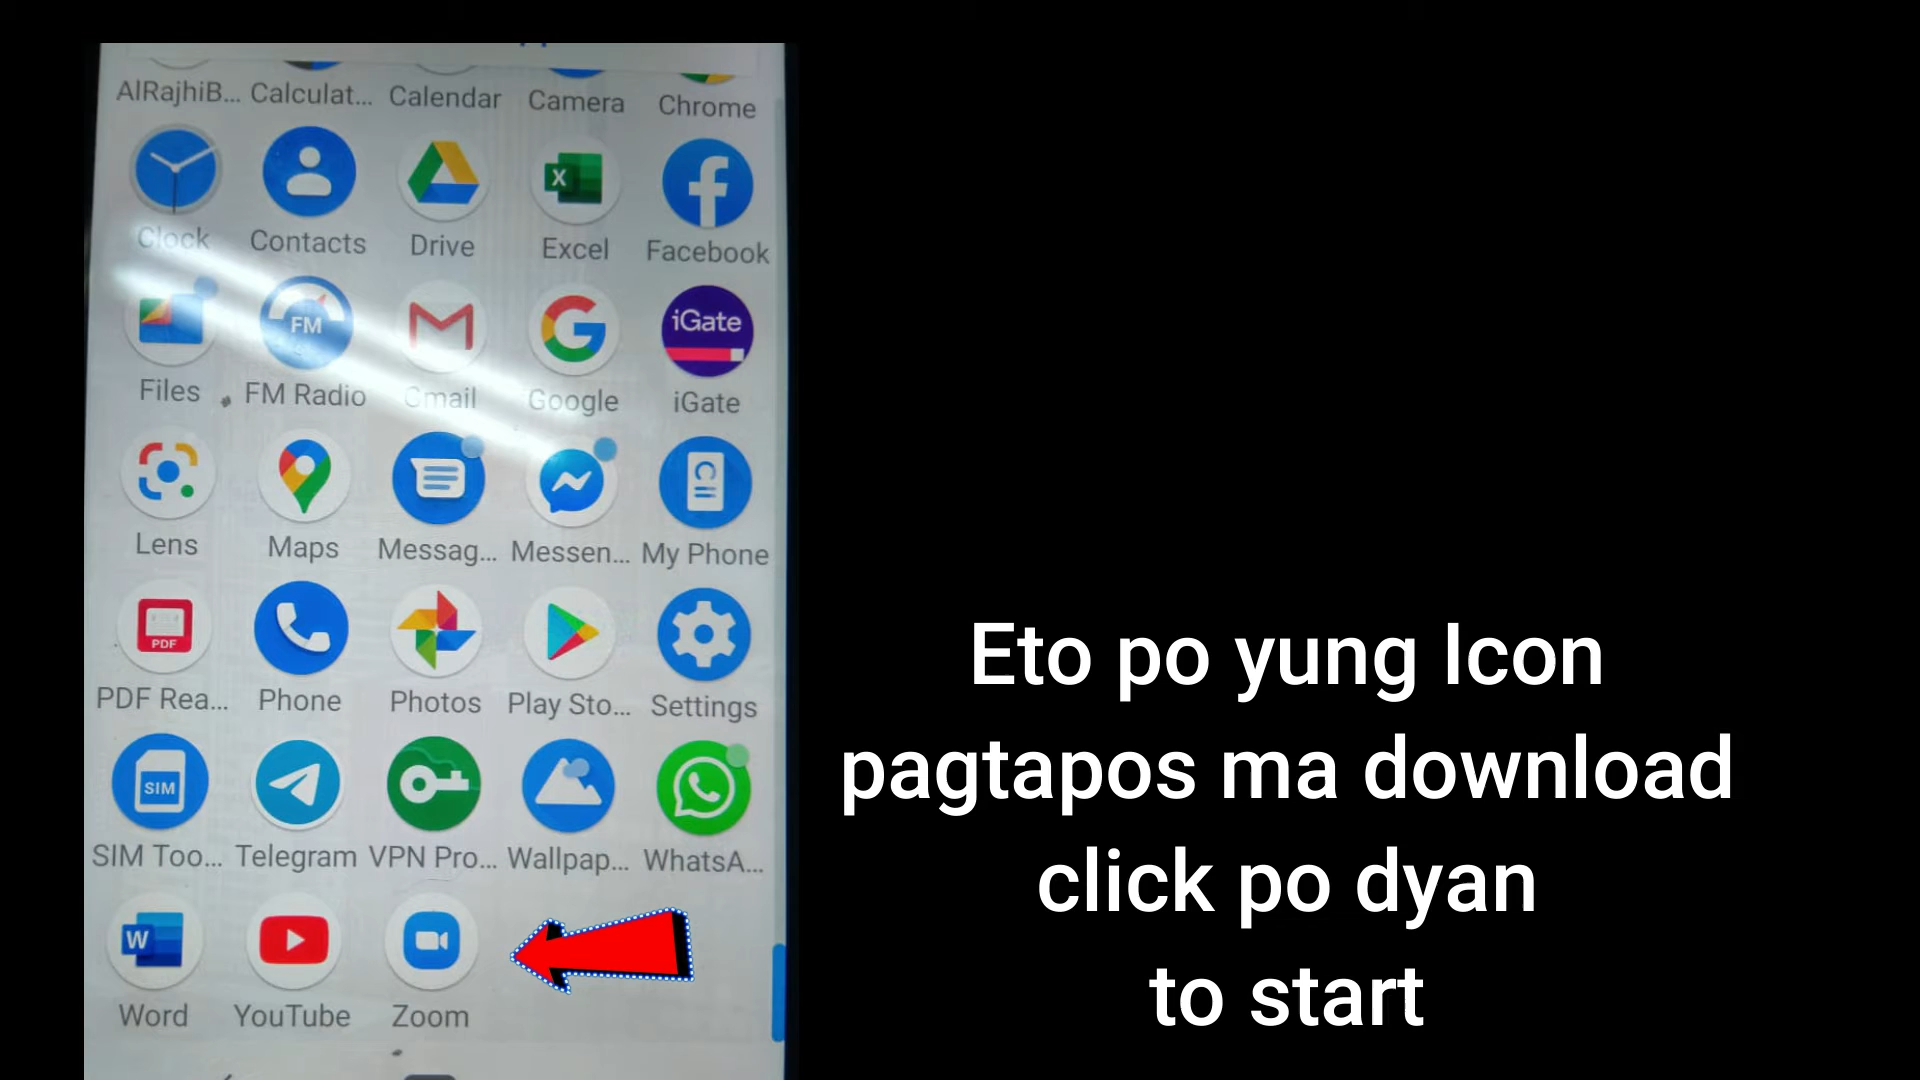 AlRajhiB... Calculat... Calendar Camera Chrome
Clock Contacts Drive Excel Facebook
X
FM
iGate
Files FM Radio Gmail Google iGate
Lens Maps Messag... Messen... My Phone
PDF
PDF Rea... Phone Photos Play Sto... Settings
SIM
SIM Too... Telegram VPN Pro... Wallpap... WhatsA...
W
Word YouTube Zoom
Eto po yung Icon
pagtapos ma download
click po dyan
to start